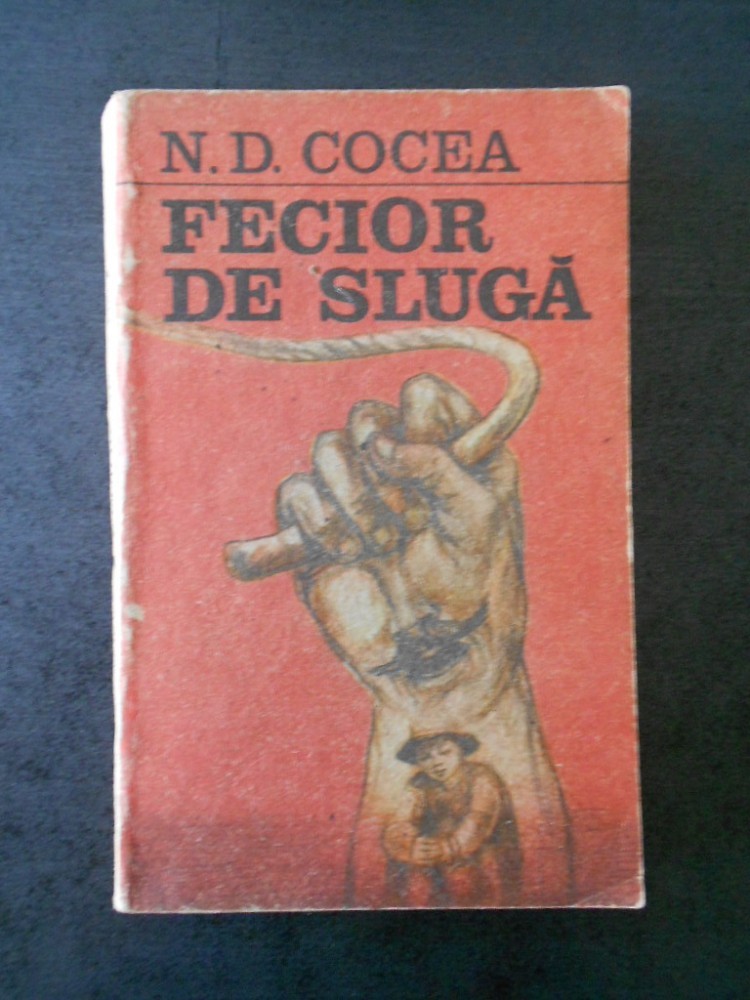 N. D. COCEA
FECIOR
DE SLUGĂ